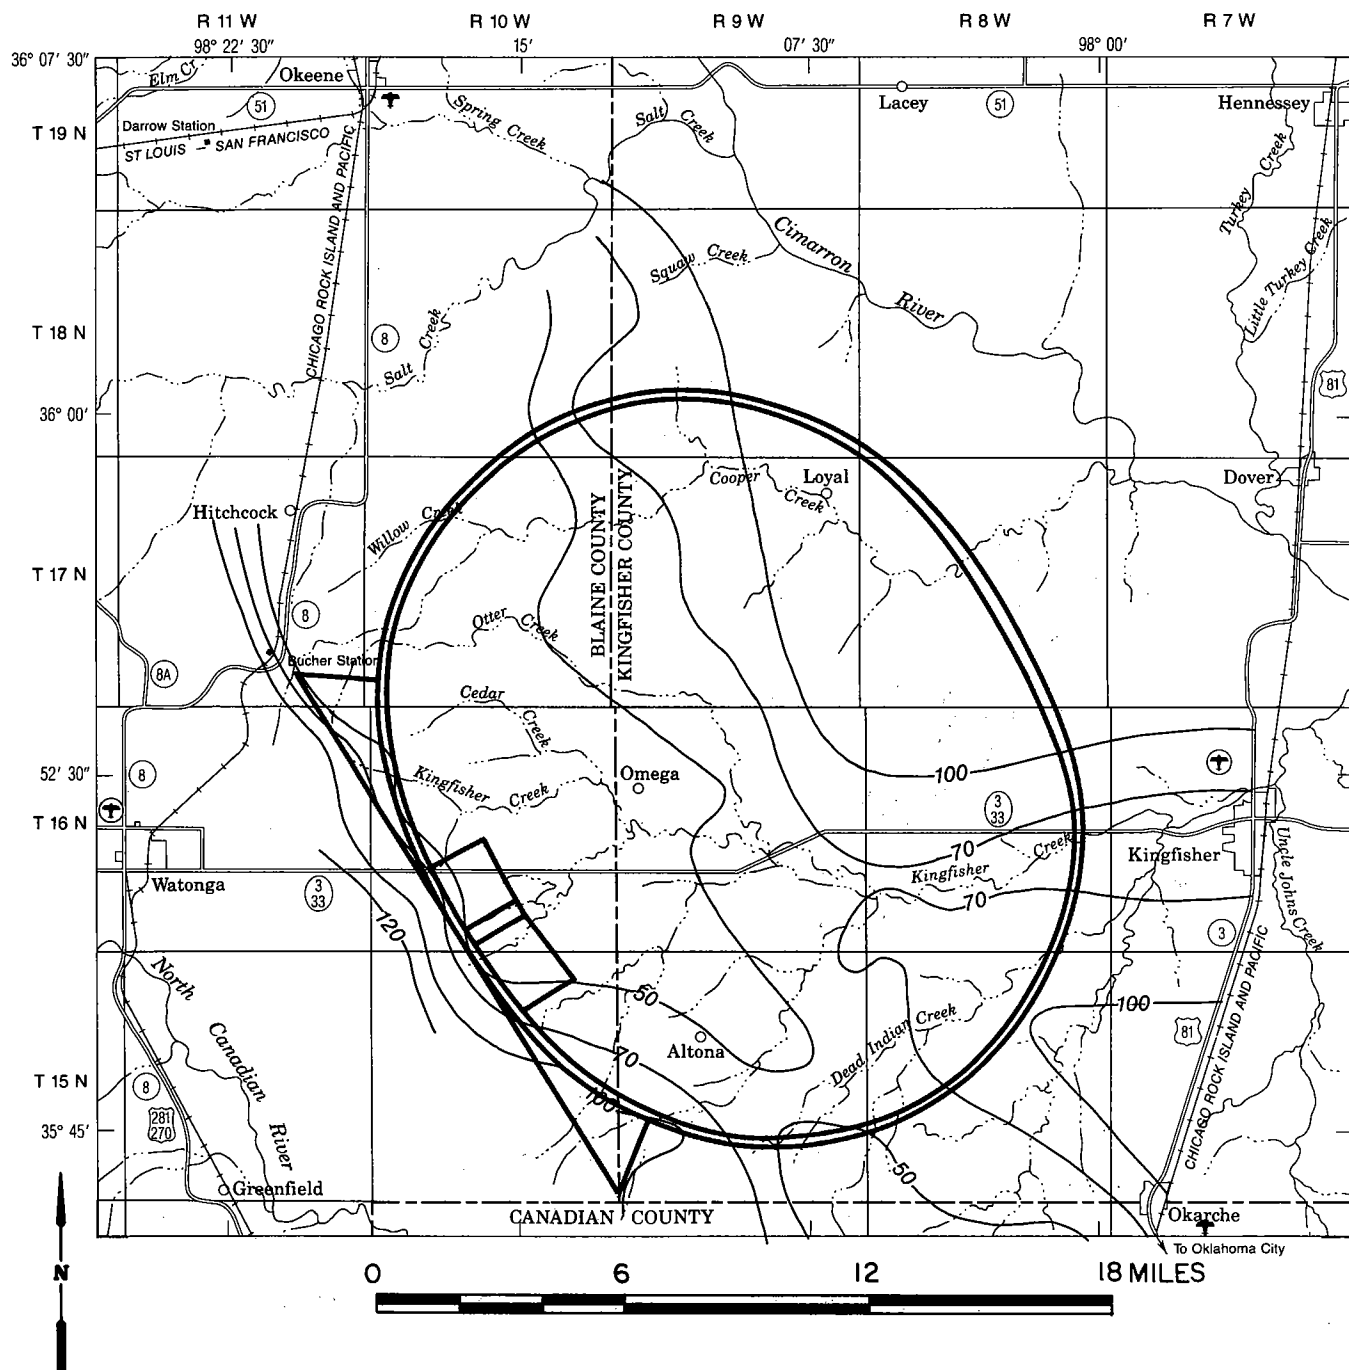 R 11 W R 10 W R 9 W R 8 W R 7 W
98° 22' 30" 15' 07' 30" 98° 00'
36° 07' 30"
Elm Cr
Okeene
51
Lacey
51
Hennessey
Spring Creek
Salt Creek
T 19 N
Darrow Station
ST LOUIS – SAN FRANCISCO
CHICAGO ROCK ISLAND AND PACIFIC
Turkey Creek
Little Turkey Creek
Squaw Creek
Cimarron River
T 18 N
8
Salt Creek
81
36° 00'
Cooper Creek
Loyal
Dover
Hitchcock
Willow Creek
BLAINE COUNTY
KINGFISHER COUNTY
T 17 N
8
Otter Creek
Bucher Station
8A
Cedar Creek
52' 30"
8
Kingfisher Creek
Omega
100
3
33
T 16 N
70
Kingfisher Creek
Kingfisher
Uncle Johns Creek
Watonga
3
33
120
70
3
CHICAGO ROCK ISLAND AND PACIFIC
North Canadian River
50
100
Dead Indian Creek
81
Altona
70
T 15 N
8
281
270
100
35° 45'
50
Greenfield
CANADIAN COUNTY
Okarche
To Oklahoma City
N
0 6 12 18 MILES